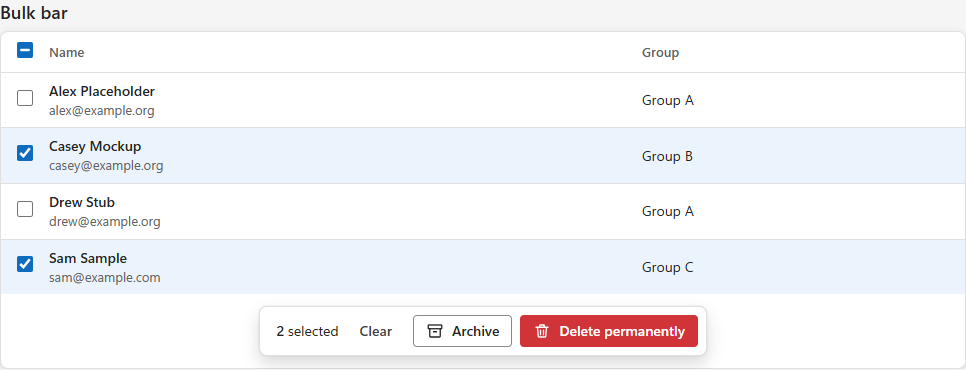 Bulk bar
Name Group
Alex Placeholder
alex@example.org
Group A
Casey Mockup
casey@example.org
Group B
Drew Stub
drew@example.org
Group A
Sam Sample
sam@example.com
Group C
2 selected Clear Archive Delete permanently